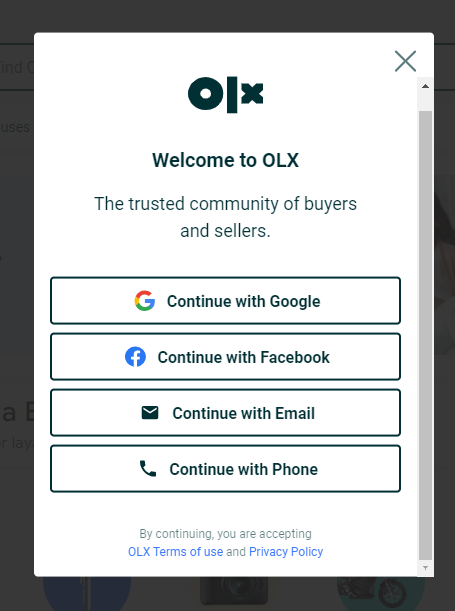 olx
Welcome to OLX
The trusted community of buyers
and sellers.
Continue with Google
Continue with Facebook
Continue with Email
Continue with Phone
By continuing, you are accepting
OLX Terms of use and Privacy Policy